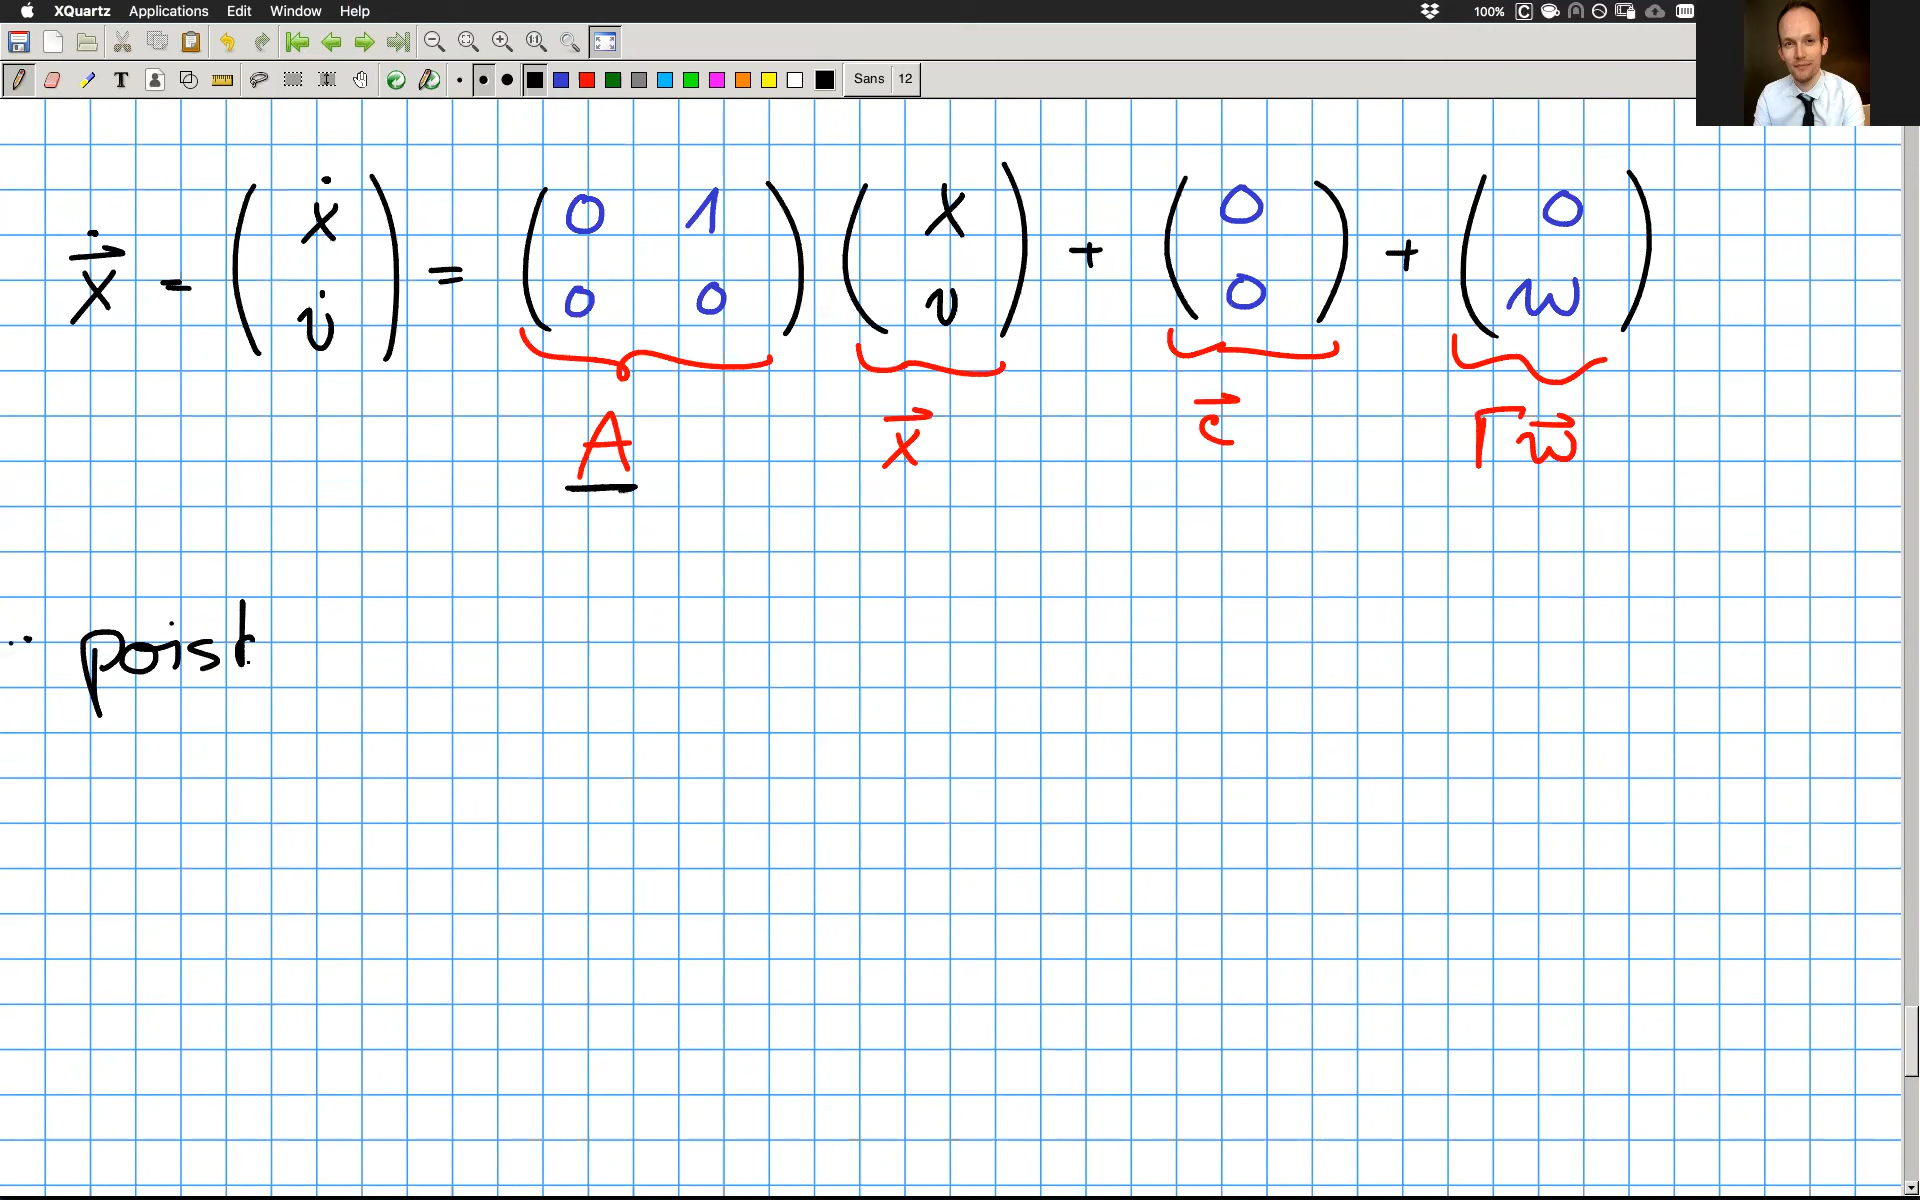 XQuartz Applications Edit Window Help 100%
Sans 12
ẋ⃗ = ( ẋ ) = ( 0 1 ) ( x ) + ( 0 ) + ( 0 )
( v̇ ) ( 0 0 ) ( v ) ( 0 ) ( w )
A x⃗ c⃗ Γw⃗
poist